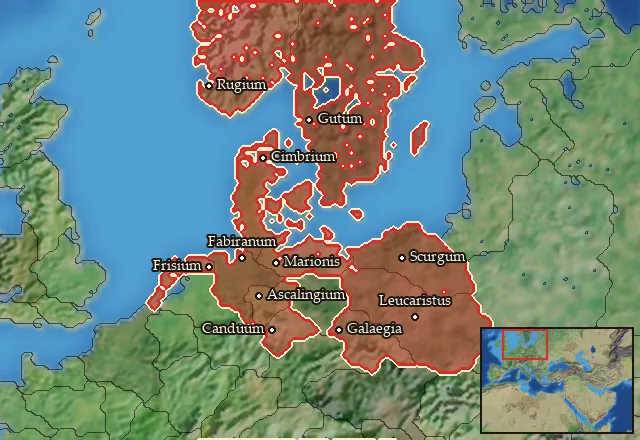 Rugium
Gutum
Cimbrium
Fabiranum
Frisium
Marionis
Scurgum
Ascalingium
Leucaristus
Canduum
Galaegia